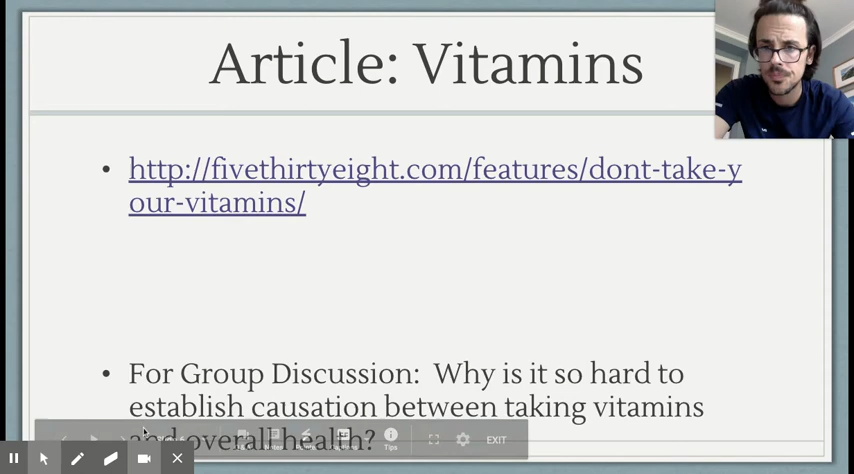 Article: Vitamins
• http://fivethirtyeight.com/features/dont-take-y
our-vitamins/
• For Group Discussion:  Why is it so hard to
establish causation between taking vitamins
and overall health?
Tips
EXIT